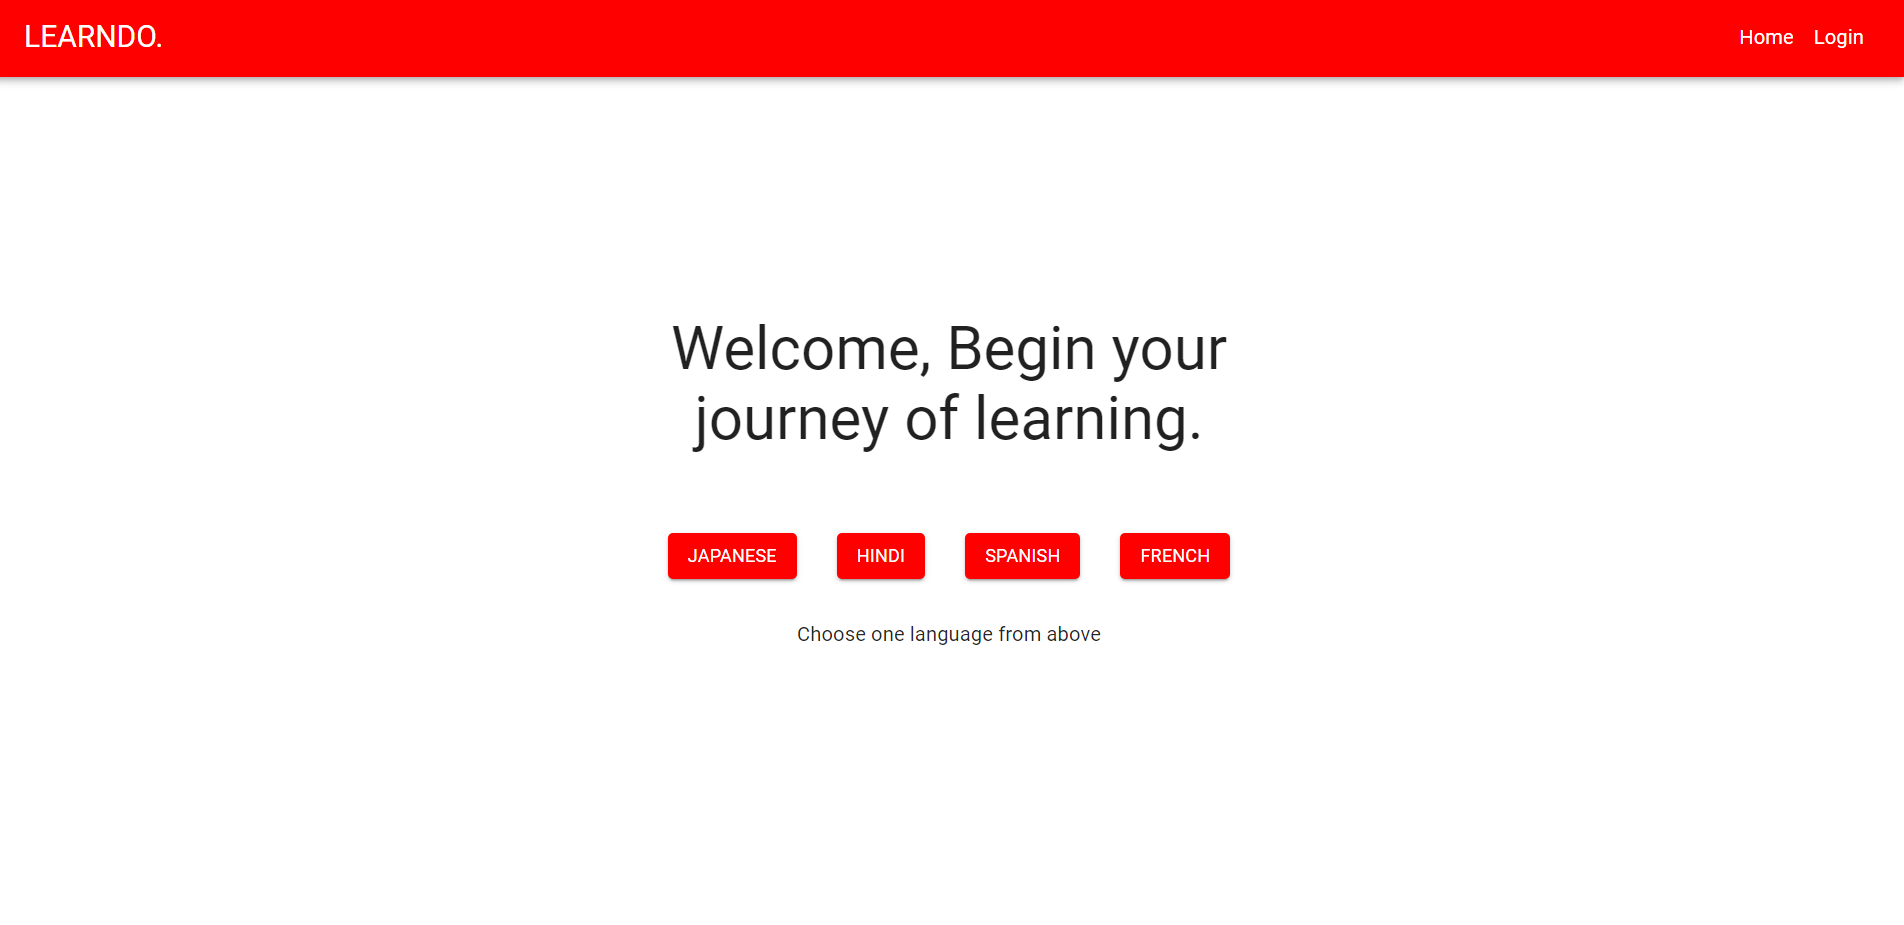 LEARNDO.
Home Login
Welcome, Begin your
journey of learning.
JAPANESE HINDI SPANISH FRENCH
Choose one language from above